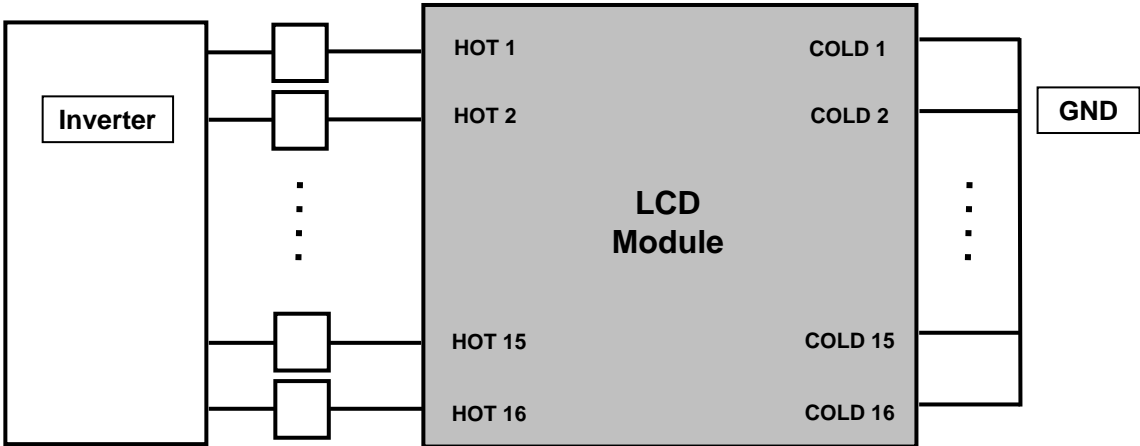 HOT 1
COLD 1
Inverter
HOT 2
COLD 2
GND
LCD
Module
HOT 15
COLD 15
HOT 16
COLD 16